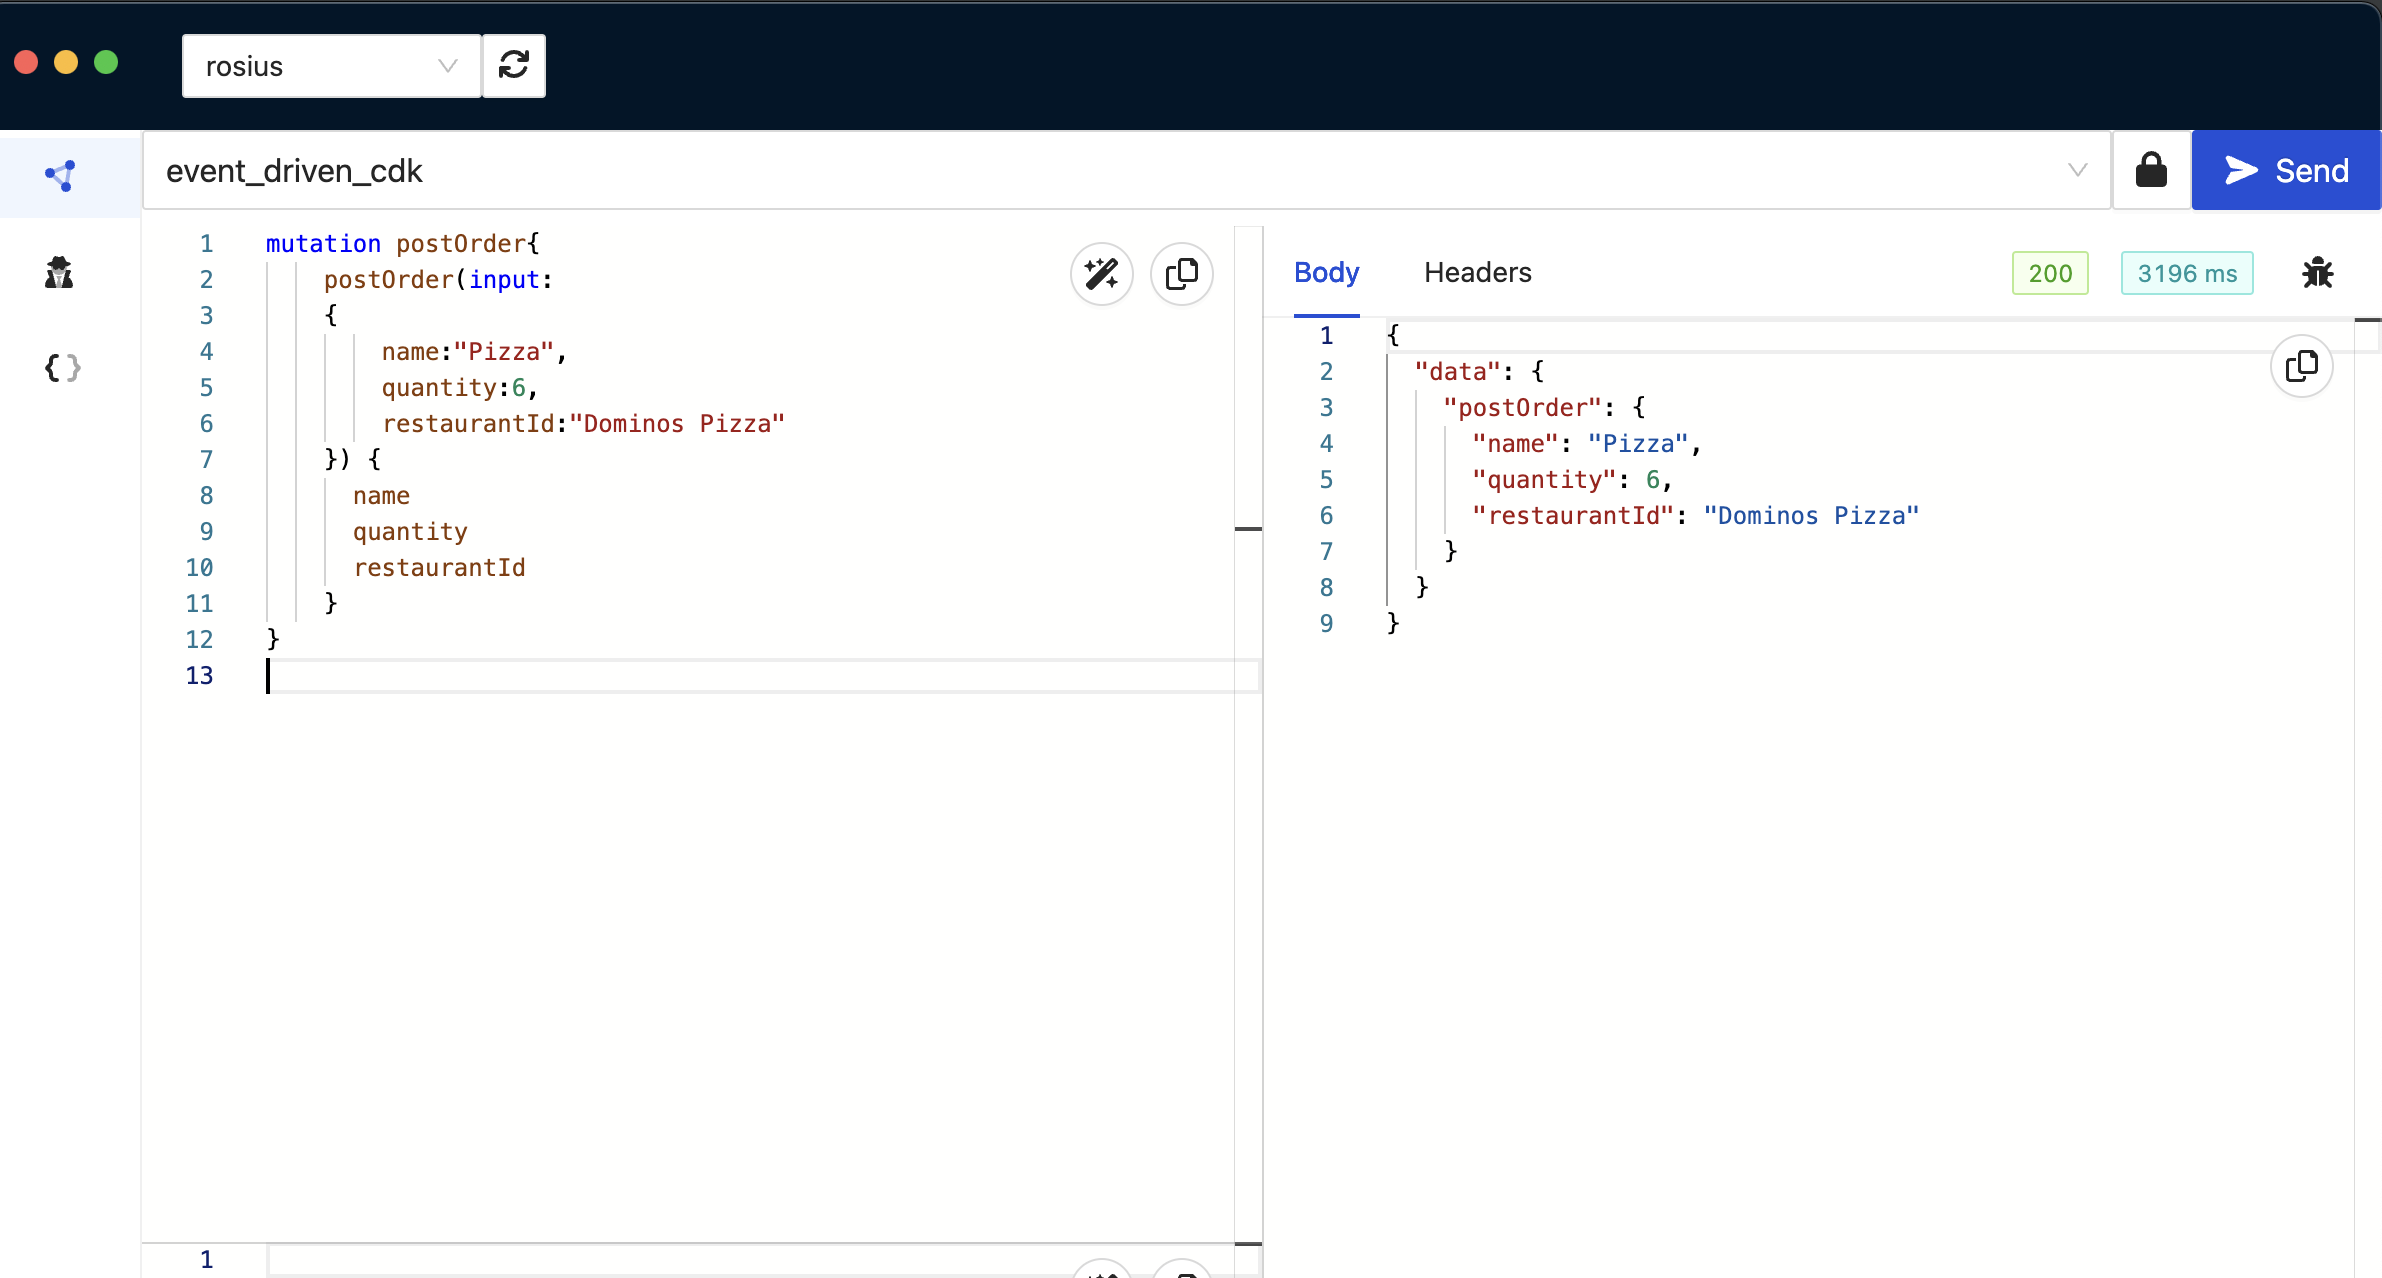 rosius
event_driven_cdk
Send
1 mutation postOrder{
2 postOrder(input:
3 {
4 name:"Pizza",
5 quantity:6,
6 restaurantId:"Dominos Pizza"
7 }) {
8 name
9 quantity
10 restaurantId
11 }
12 }
13
1
Body Headers 200 3196 ms
1 {
2 "data": {
3 "postOrder": {
4 "name": "Pizza",
5 "quantity": 6,
6 "restaurantId": "Dominos Pizza"
7 }
8 }
9 }